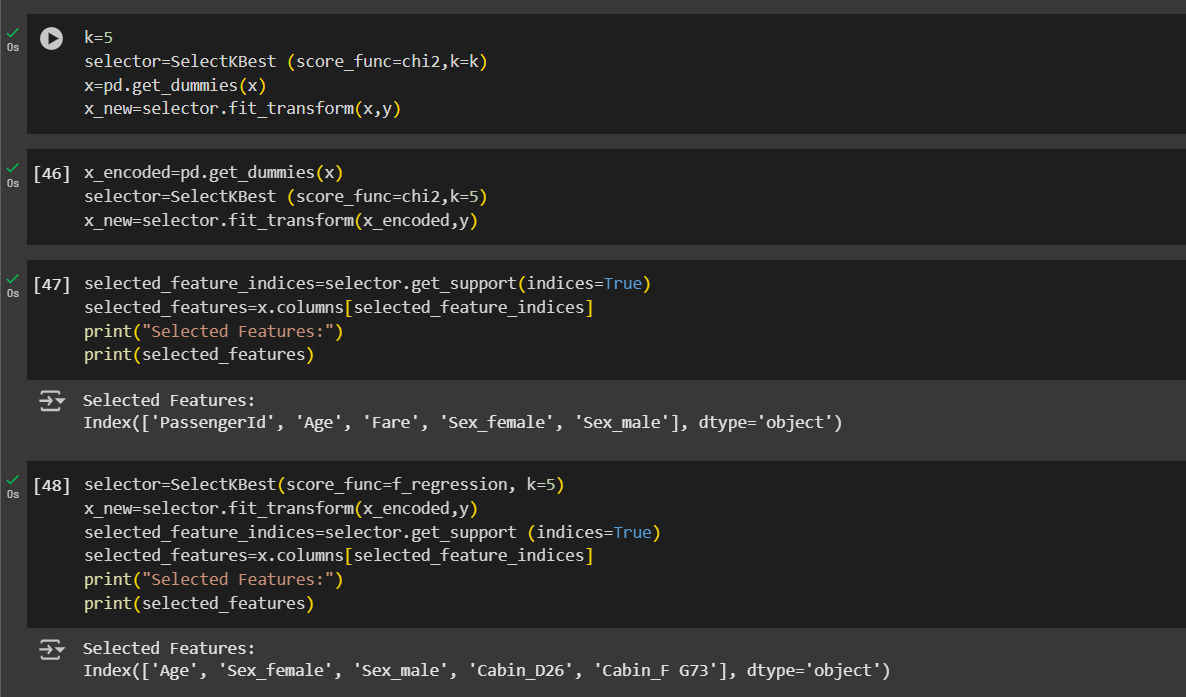 0s
k=5
selector=SelectKBest (score_func=chi2,k=k)
x=pd.get_dummies(x)
x_new=selector.fit_transform(x,y)
0s
[46] x_encoded=pd.get_dummies(x)
selector=SelectKBest (score_func=chi2,k=5)
x_new=selector.fit_transform(x_encoded,y)
0s
[47] selected_feature_indices=selector.get_support(indices=True)
selected_features=x.columns[selected_feature_indices]
print("Selected Features:")
print(selected_features)
Selected Features:
Index(['PassengerId', 'Age', 'Fare', 'Sex_female', 'Sex_male'], dtype='object')
0s
[48] selector=SelectKBest(score_func=f_regression, k=5)
x_new=selector.fit_transform(x_encoded,y)
selected_feature_indices=selector.get_support (indices=True)
selected_features=x.columns[selected_feature_indices]
print("Selected Features:")
print(selected_features)
Selected Features:
Index(['Age', 'Sex_female', 'Sex_male', 'Cabin_D26', 'Cabin_F G73'], dtype='object')